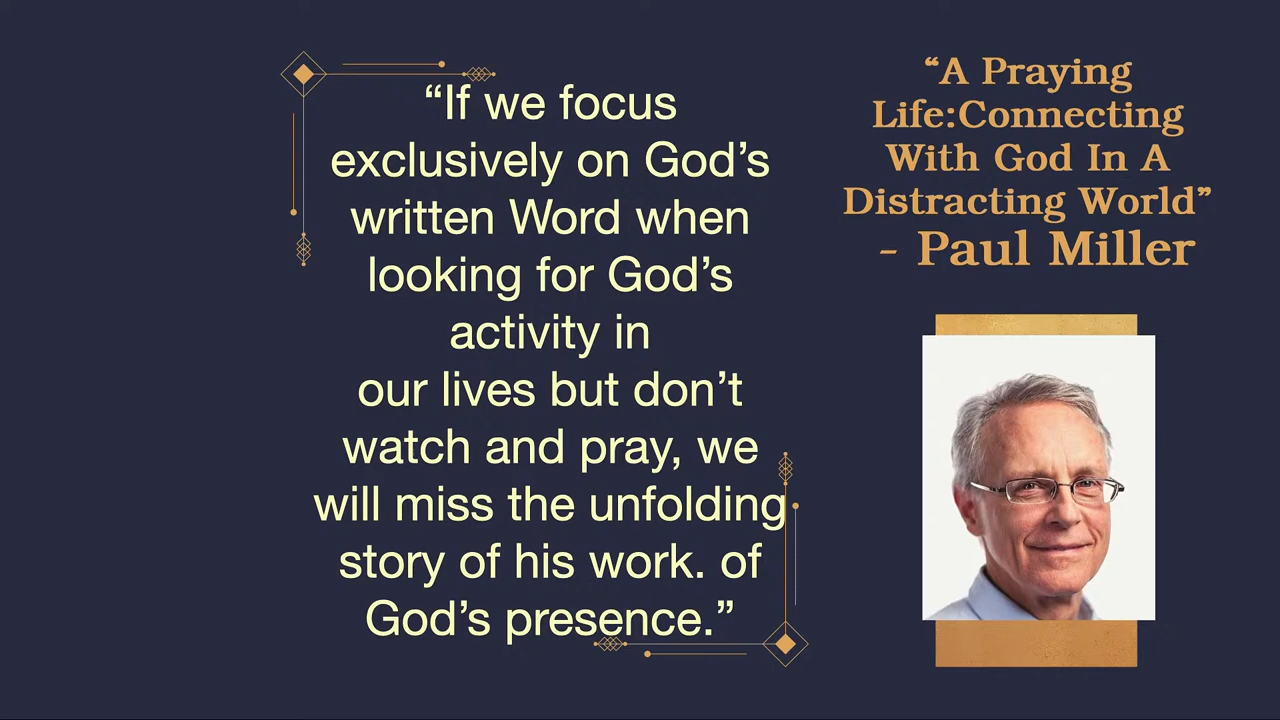 “If we focus
exclusively on God’s
written Word when
looking for God’s
activity in
our lives but don’t
watch and pray, we
will miss the unfolding
story of his work. of
God’s presence.”
“A Praying
Life:Connecting
With God In A
Distracting World”
- Paul Miller